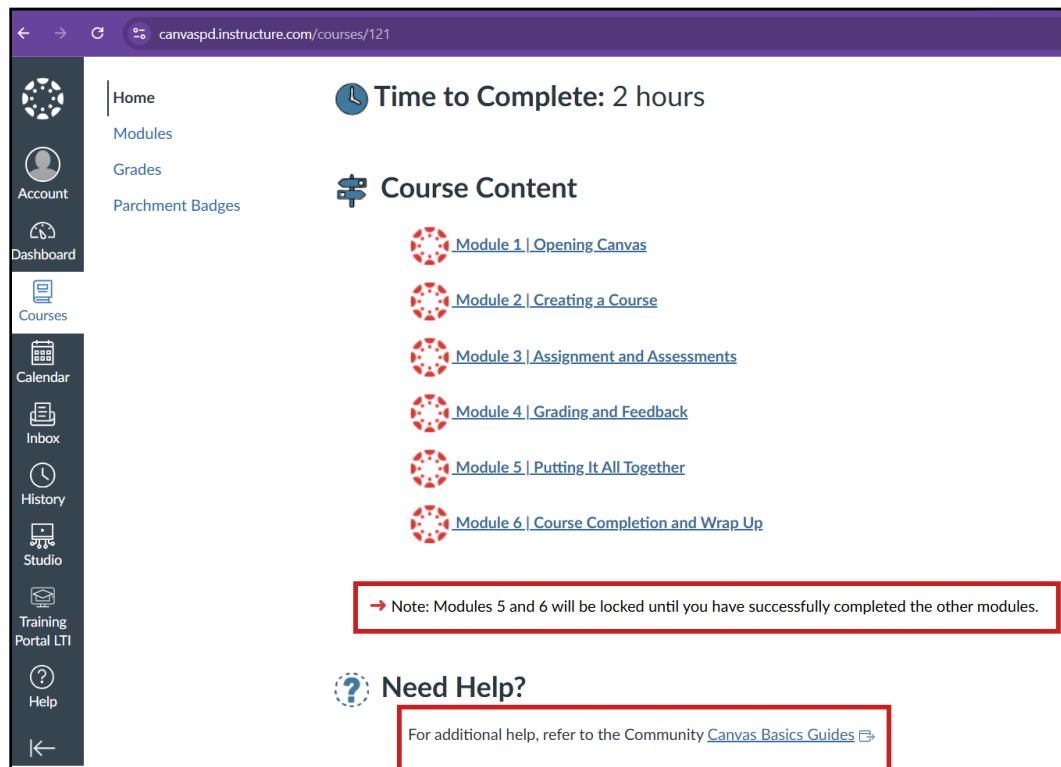 canvaspd.instructure.com/courses/121
Account
Dashboard
Courses
Calendar
Inbox
History
Studio
Training
Portal LTI
Help
Home
Modules
Grades
Parchment Badges
Time to Complete: 2 hours
Course Content
Module 1 | Opening Canvas
Module 2 | Creating a Course
Module 3 | Assignment and Assessments
Module 4 | Grading and Feedback
Module 5 | Putting It All Together
Module 6 | Course Completion and Wrap Up
➜ Note: Modules 5 and 6 will be locked until you have successfully completed the other modules.
Need Help?
For additional help, refer to the Community Canvas Basics Guides